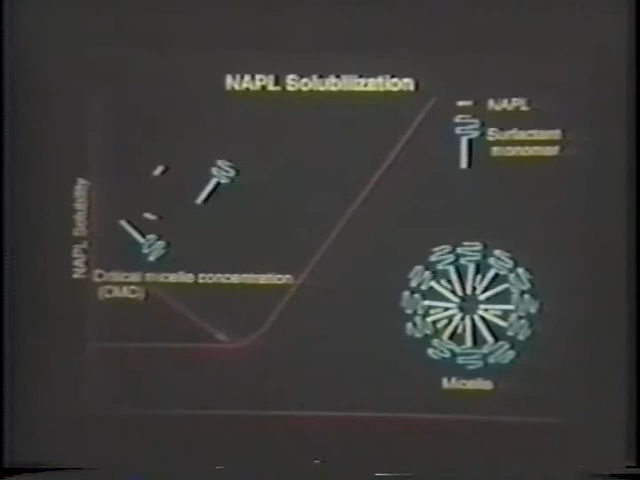 NAPL Solubilization
NAPL
Surfactant
monomer
NAPL Solubility
Critical micelle concentration
(CMC)
Micelle